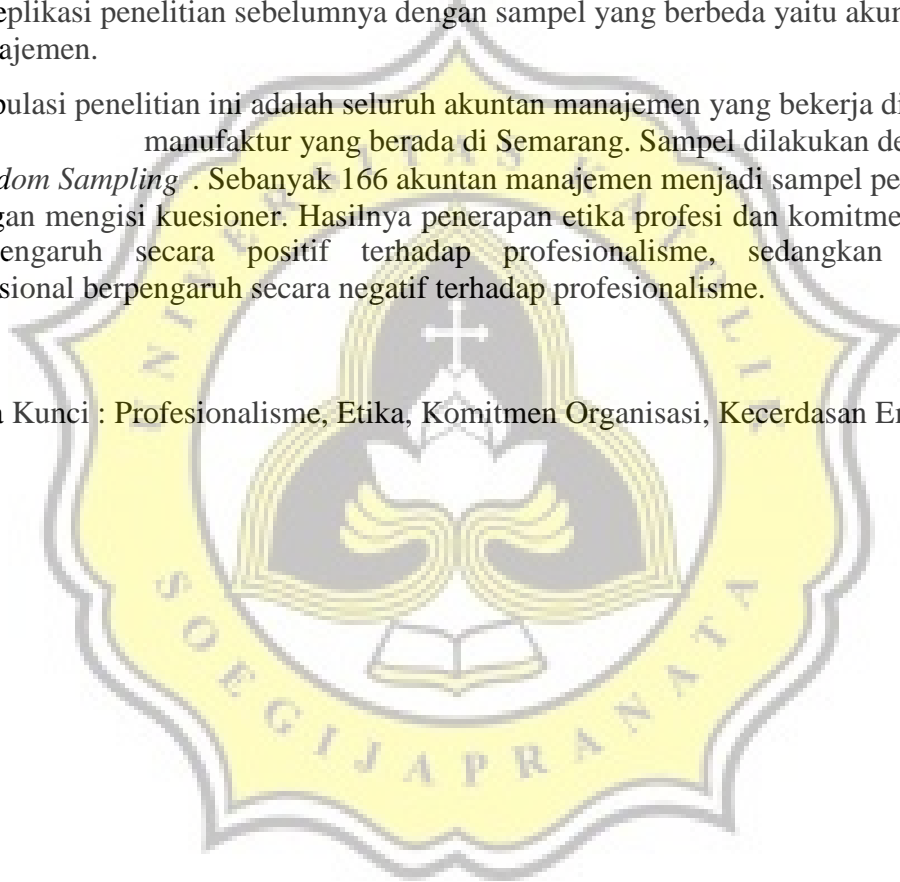 eplikasi penelitian sebelumnya dengan sampel yang berbeda yaitu akun
ajemen.
pulasi penelitian ini adalah seluruh akuntan manajemen yang bekerja di
manufaktur yang berada di Semarang. Sampel dilakukan de
dom Sampling . Sebanyak 166 akuntan manajemen menjadi sampel pe
gan mengisi kuesioner. Hasilnya penerapan etika profesi dan komitme
engaruh secara positif terhadap profesionalisme, sedangkan
sional berpengaruh secara negatif terhadap profesionalisme.
a Kunci : Profesionalisme, Etika, Komitmen Organisasi, Kecerdasan E
UNIVERSITAS KATOLIK
SOEGIJAPRANATA